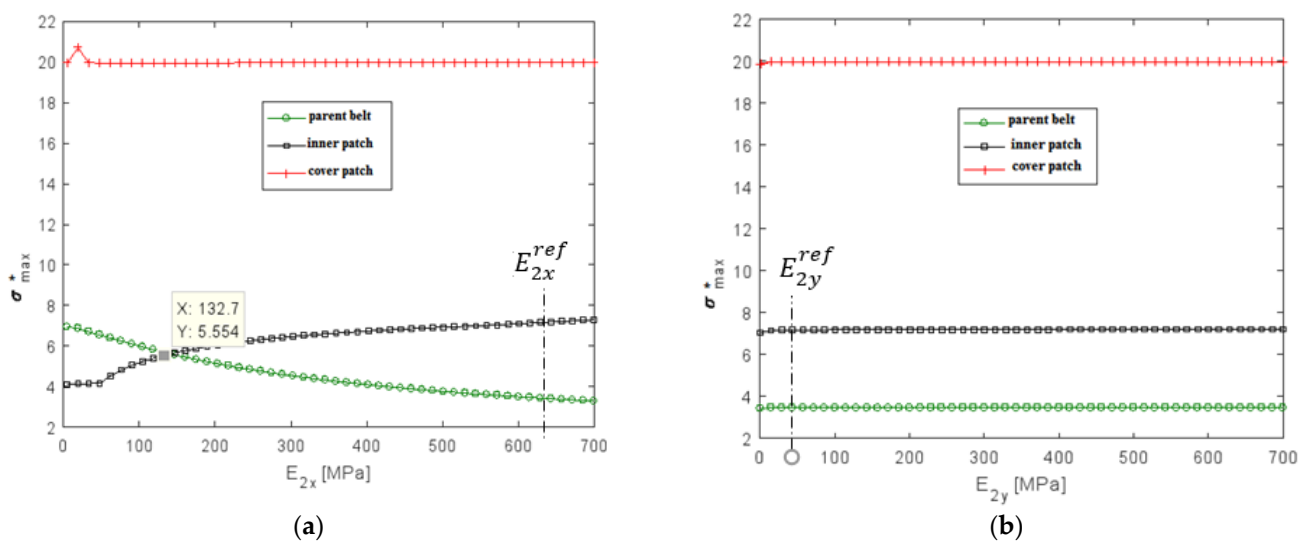 22
20
18
16
14
12
10
8
6
4
2
σ*max
parent belt
inner patch
cover patch
X: 132.7
Y: 5.554
E2x^ref
0 100 200 300 400 500 600 700
E2x [MPa]
(a)
22
20
18
16
14
12
10
8
6
4
2
σ*max
parent belt
inner patch
cover patch
E2y^ref
0 100 200 300 400 500 600 700
E2y [MPa]
(b)